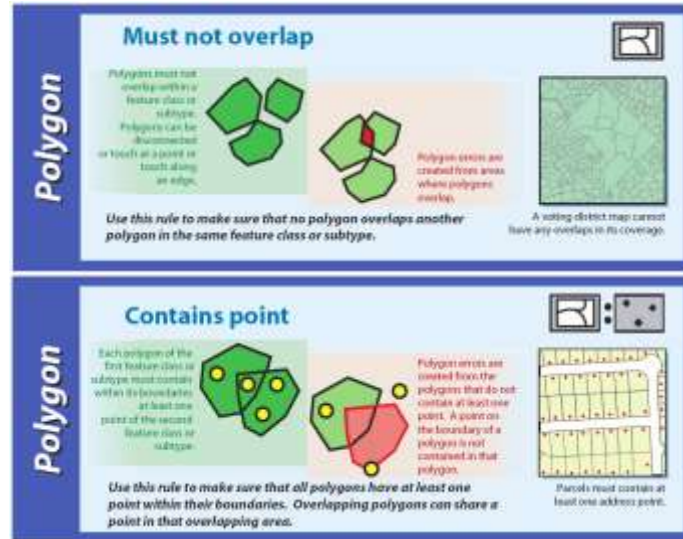 Polygon
Must not overlap
Polygons must not
overlap within a
feature class or
subtype.
Polygons can be
disconnected
or touch at a point or
touch along
an edge.
Polygon errors are
created from areas
where polygons
overlap.
Use this rule to make sure that no polygon overlaps another
polygon in the same feature class or subtype.
A voting district map cannot
have any overlaps in its coverage.
Polygon
Contains point
Each polygon of the
first feature class or
subtype must contain
within its boundaries
at least one
point of the second
feature class or
subtype.
Polygon errors are
created from the
polygons that do not
contain at least one
point. A point on
the boundary of a
polygon is not
contained in that
polygon.
Use this rule to make sure that all polygons have at least one
point within their boundaries. Overlapping polygons can share a
point in that overlapping area.
Parcels must contain at
least one address point.